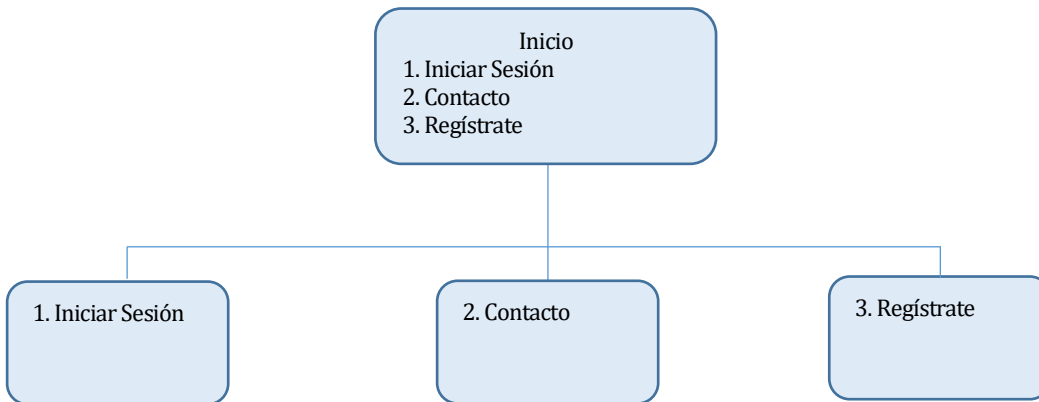 Inicio
1. Iniciar Sesión
2. Contacto
3. Regístrate
1. Iniciar Sesión
2. Contacto
3. Regístrate